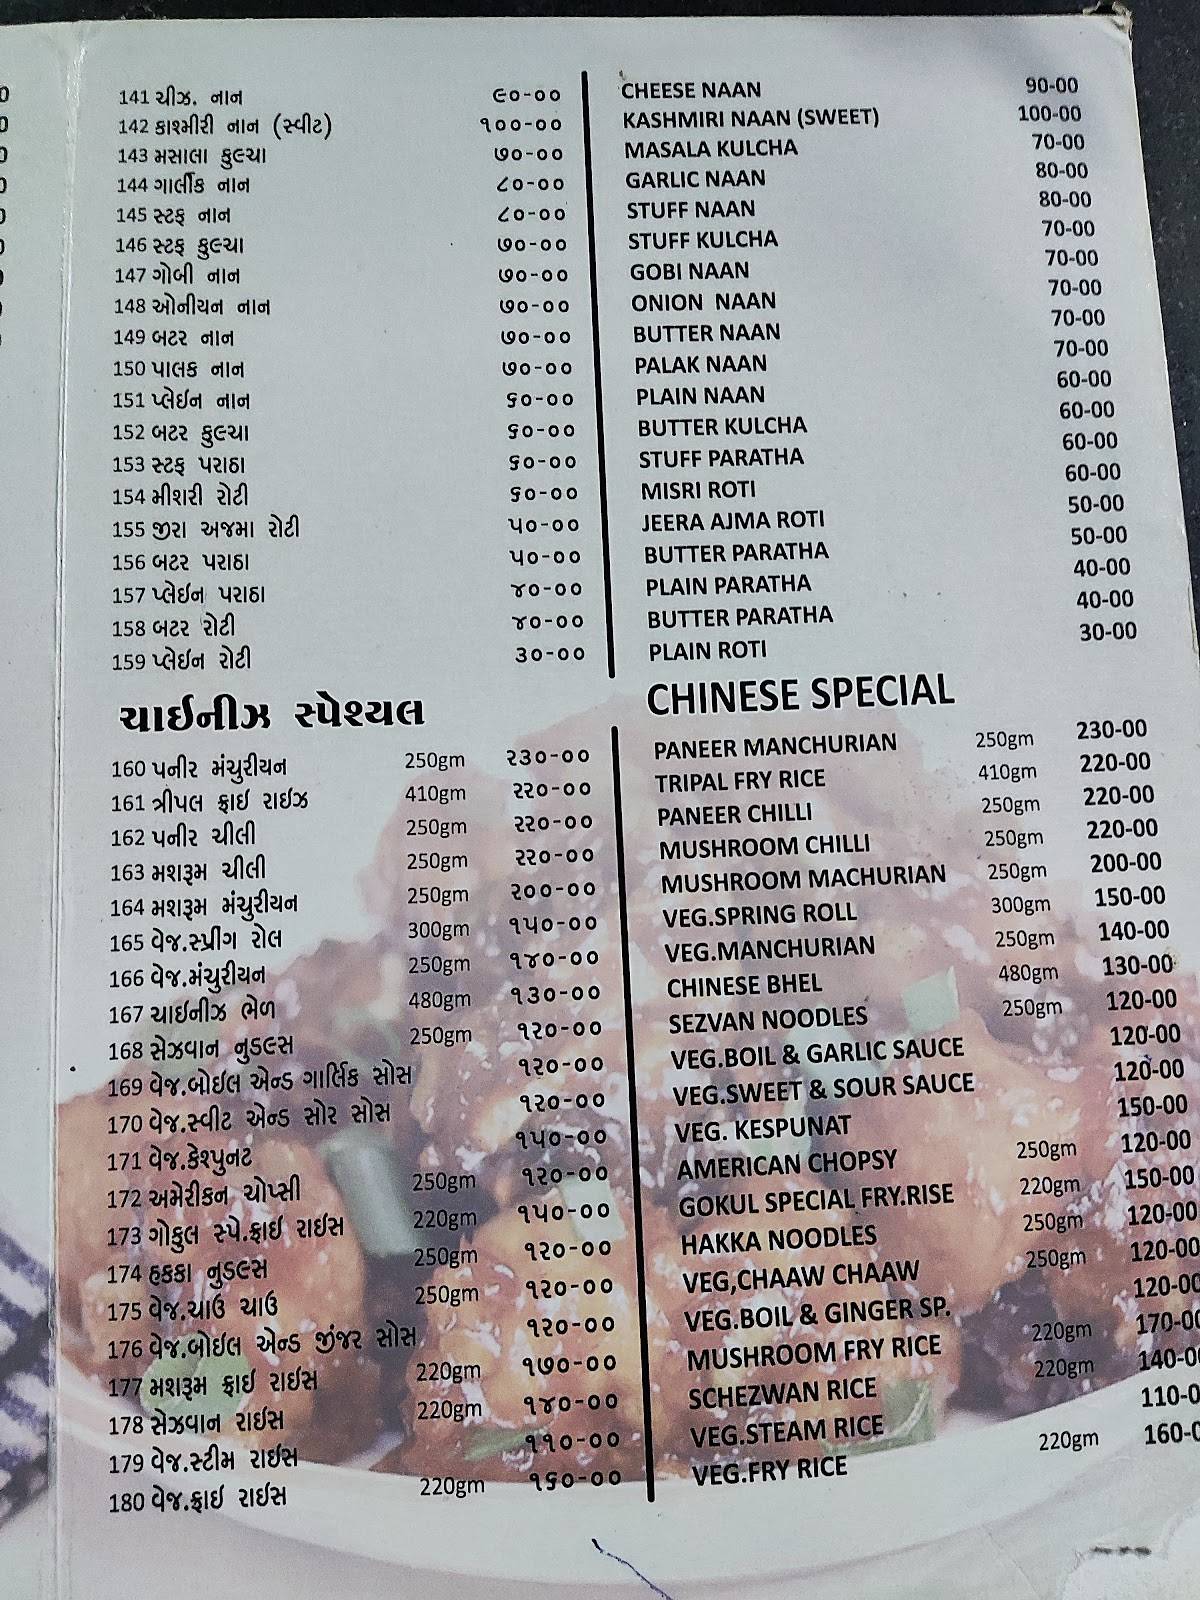 141 ચીઝ. નાન ૯૦-૦૦ CHEESE NAAN 90-00
142 કાશ્મીરી નાન (સ્વીટ) ૧૦૦-૦૦ KASHMIRI NAAN (SWEET) 100-00
143 મસાલા કુલ્ચા ૭૦-૦૦ MASALA KULCHA 70-00
144 ગાર્લીક નાન ૮૦-૦૦ GARLIC NAAN 80-00
145 સ્ટફ નાન ૮૦-૦૦ STUFF NAAN 80-00
146 સ્ટફ કુલ્ચા ૭૦-૦૦ STUFF KULCHA 70-00
147 ગોબી નાન ૭૦-૦૦ GOBI NAAN 70-00
148 ઓનીયન નાન ૭૦-૦૦ ONION NAAN 70-00
149 બટર નાન ૭૦-૦૦ BUTTER NAAN 70-00
150 પાલક નાન ૭૦-૦૦ PALAK NAAN 70-00
151 પ્લેઈન નાન ૬૦-૦૦ PLAIN NAAN 60-00
152 બટર કુલ્ચા ૬૦-૦૦ BUTTER KULCHA 60-00
153 સ્ટફ પરાઠા ૬૦-૦૦ STUFF PARATHA 60-00
154 મીશરી રોટી ૬૦-૦૦ MISRI ROTI 60-00
155 જીરા અજમા રોટી ૫૦-૦૦ JEERA AJMA ROTI 50-00
156 બટર પરાઠા ૫૦-૦૦ BUTTER PARATHA 50-00
157 પ્લેઈન પરાઠા ૪૦-૦૦ PLAIN PARATHA 40-00
158 બટર રોટી ૪૦-૦૦ BUTTER PARATHA 40-00
159 પ્લેઈન રોટી ૩૦-૦૦ PLAIN ROTI 30-00
ચાઈનીઝ સ્પેશ્યલ CHINESE SPECIAL
160 પનીર મંચુરીયન 250gm ૨૩૦-૦૦ PANEER MANCHURIAN 250gm 230-00
161 ત્રીપલ ફ્રાઈ રાઈઝ 410gm ૨૨૦-૦૦ TRIPAL FRY RICE 410gm 220-00
162 પનીર ચીલી 250gm ૨૨૦-૦૦ PANEER CHILLI 250gm 220-00
163 મશરૂમ ચીલી 250gm ૨૨૦-૦૦ MUSHROOM CHILLI 250gm 220-00
164 મશરૂમ મંચુરીયન 250gm ૨૦૦-૦૦ MUSHROOM MACHURIAN 250gm 200-00
165 વેજ.સ્પ્રીંગ રોલ 300gm ૧૫૦-૦૦ VEG.SPRING ROLL 300gm 150-00
166 વેજ.મંચુરીયન 250gm ૧૪૦-૦૦ VEG.MANCHURIAN 250gm 140-00
167 ચાઈનીઝ ભેળ 480gm ૧૩૦-૦૦ CHINESE BHEL 480gm 130-00
168 સેઝવાન નુડલ્સ 250gm ૧૨૦-૦૦ SEZVAN NOODLES 250gm 120-00
169 વેજ.બોઈલ એન્ડ ગાર્લિક સોસ ૧૨૦-૦૦ VEG.BOIL & GARLIC SAUCE 120-00
170 વેજ.સ્વીટ એન્ડ સોર સોસ ૧૨૦-૦૦ VEG.SWEET & SOUR SAUCE 120-00
171 વેજ.કેશ્પુનટ ૧૫૦-૦૦ VEG. KESPUNAT 150-00
172 અમેરીકન ચોપ્સી 250gm ૧૨૦-૦૦ AMERICAN CHOPSY 250gm 120-00
173 ગોકુલ સ્પે.ફ્રાઈ રાઈસ 220gm ૧૫૦-૦૦ GOKUL SPECIAL FRY.RISE 220gm 150-00
174 હકકા નુડલ્સ 250gm ૧૨૦-૦૦ HAKKA NOODLES 250gm 120-00
175 વેજ.ચાઉ ચાઉ 250gm ૧૨૦-૦૦ VEG,CHAAW CHAAW 250gm 120-00
176 વેજ.બોઈલ એન્ડ જીંજર સોસ ૧૨૦-૦૦ VEG.BOIL & GINGER SP. 120-00
177 મશરૂમ ફ્રાઈ રાઈસ 220gm ૧૭૦-૦૦ MUSHROOM FRY RICE 220gm 170-00
178 સેઝવાન રાઈસ 220gm ૧૪૦-૦૦ SCHEZWAN RICE 220gm 140-0
179 વેજ.સ્ટીમ રાઈસ ૧૧૦-૦૦ VEG.STEAM RICE 110-0
180 વેજ.ફ્રાઈ રાઈસ 220gm ૧૬૦-૦૦ VEG.FRY RICE 220gm 160-0